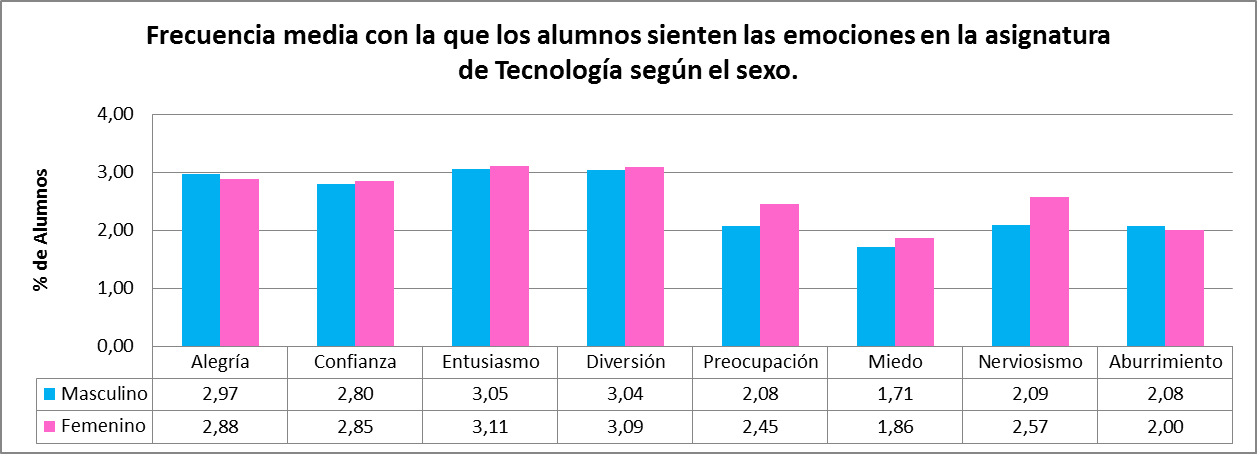 Frecuencia media con la que los alumnos sienten las emociones en la asignatura
de Tecnología según el sexo.
% de Alumnos
4,00
3,00
2,00
1,00
0,00
Alegría Confianza Entusiasmo Diversión Preocupación Miedo Nerviosismo Aburrimiento
Masculino 2,97 2,80 3,05 3,04 2,08 1,71 2,09 2,08
Femenino 2,88 2,85 3,11 3,09 2,45 1,86 2,57 2,00